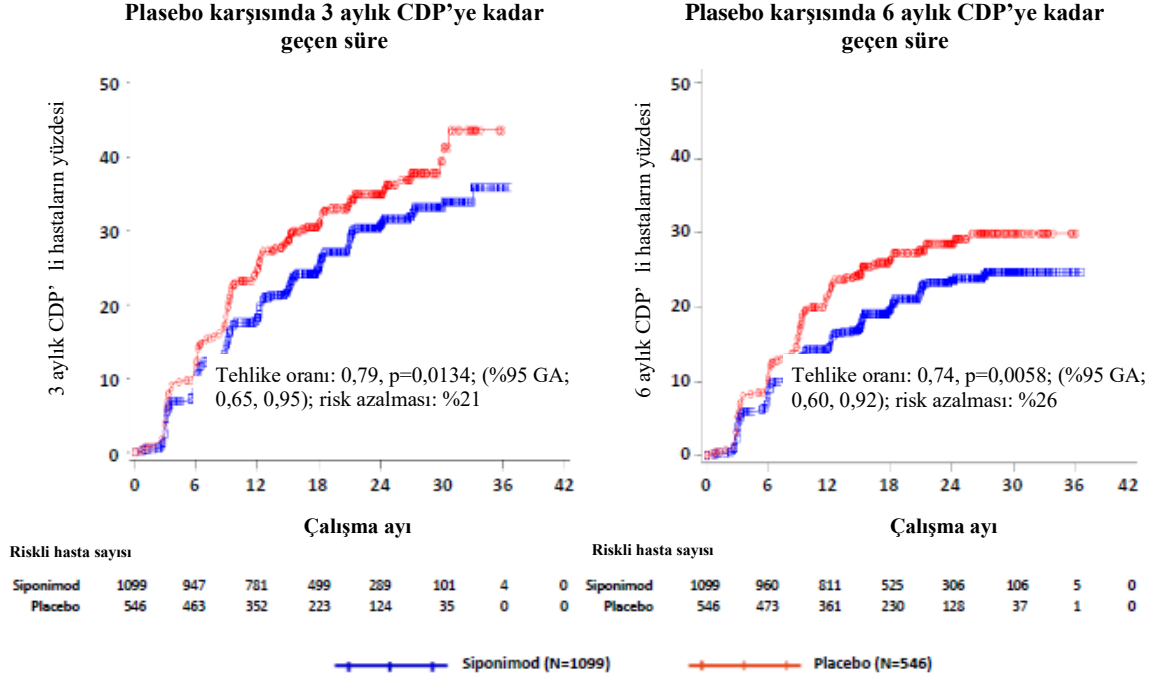 Plasebo karşısında 3 aylık CDP’ye kadar
geçen süre
3 aylık CDP’ li hastaların yüzdesi
50
40
30
20
10
0
Tehlike oranı: 0,79, p=0,0134; (%95 GA;
0,65, 0,95); risk azalması: %21
0 6 12 18 24 30 36 42
Çalışma ayı
Riskli hasta sayısı
Siponimod 1099 947 781 499 289 101 4 0
Placebo 546 463 352 223 124 35 0 0
Plasebo karşısında 6 aylık CDP’ye kadar
geçen süre
6 aylık CDP’ li hastaların yüzdesi
50
40
30
20
10
0
Tehlike oranı: 0,74, p=0,0058; (%95 GA;
0,60, 0,92); risk azalması: %26
0 6 12 18 24 30 36 42
Çalışma ayı
Riskli hasta sayısı
Siponimod 1099 960 811 525 306 106 5 0
Placebo 546 473 361 230 128 37 1 0
Siponimod (N=1099)
Placebo (N=546)